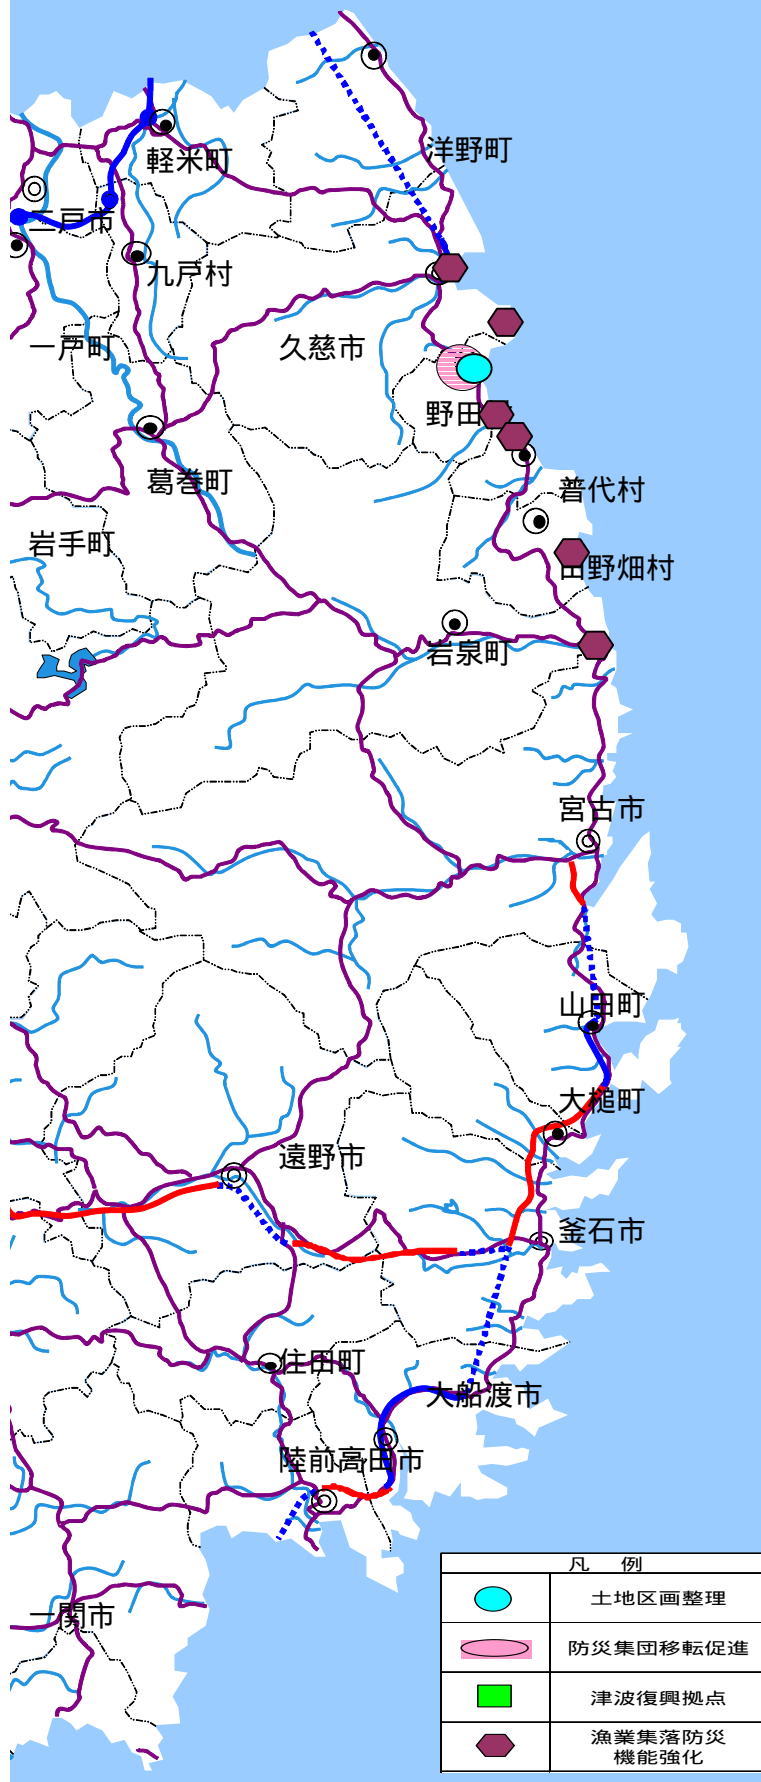 洋野町
軽米町
二戸市
九戸村
一戸町
久慈市
野田
葛巻町
普代村
岩手町
田野畑村
岩泉町
宮古市
山田町
大槌町
遠野市
釜石市
住田町
大船渡市
陸前高田市
一関市
凡 例
土地区画整理
防災集団移転促進
津波復興拠点
漁業集落防災
機能強化